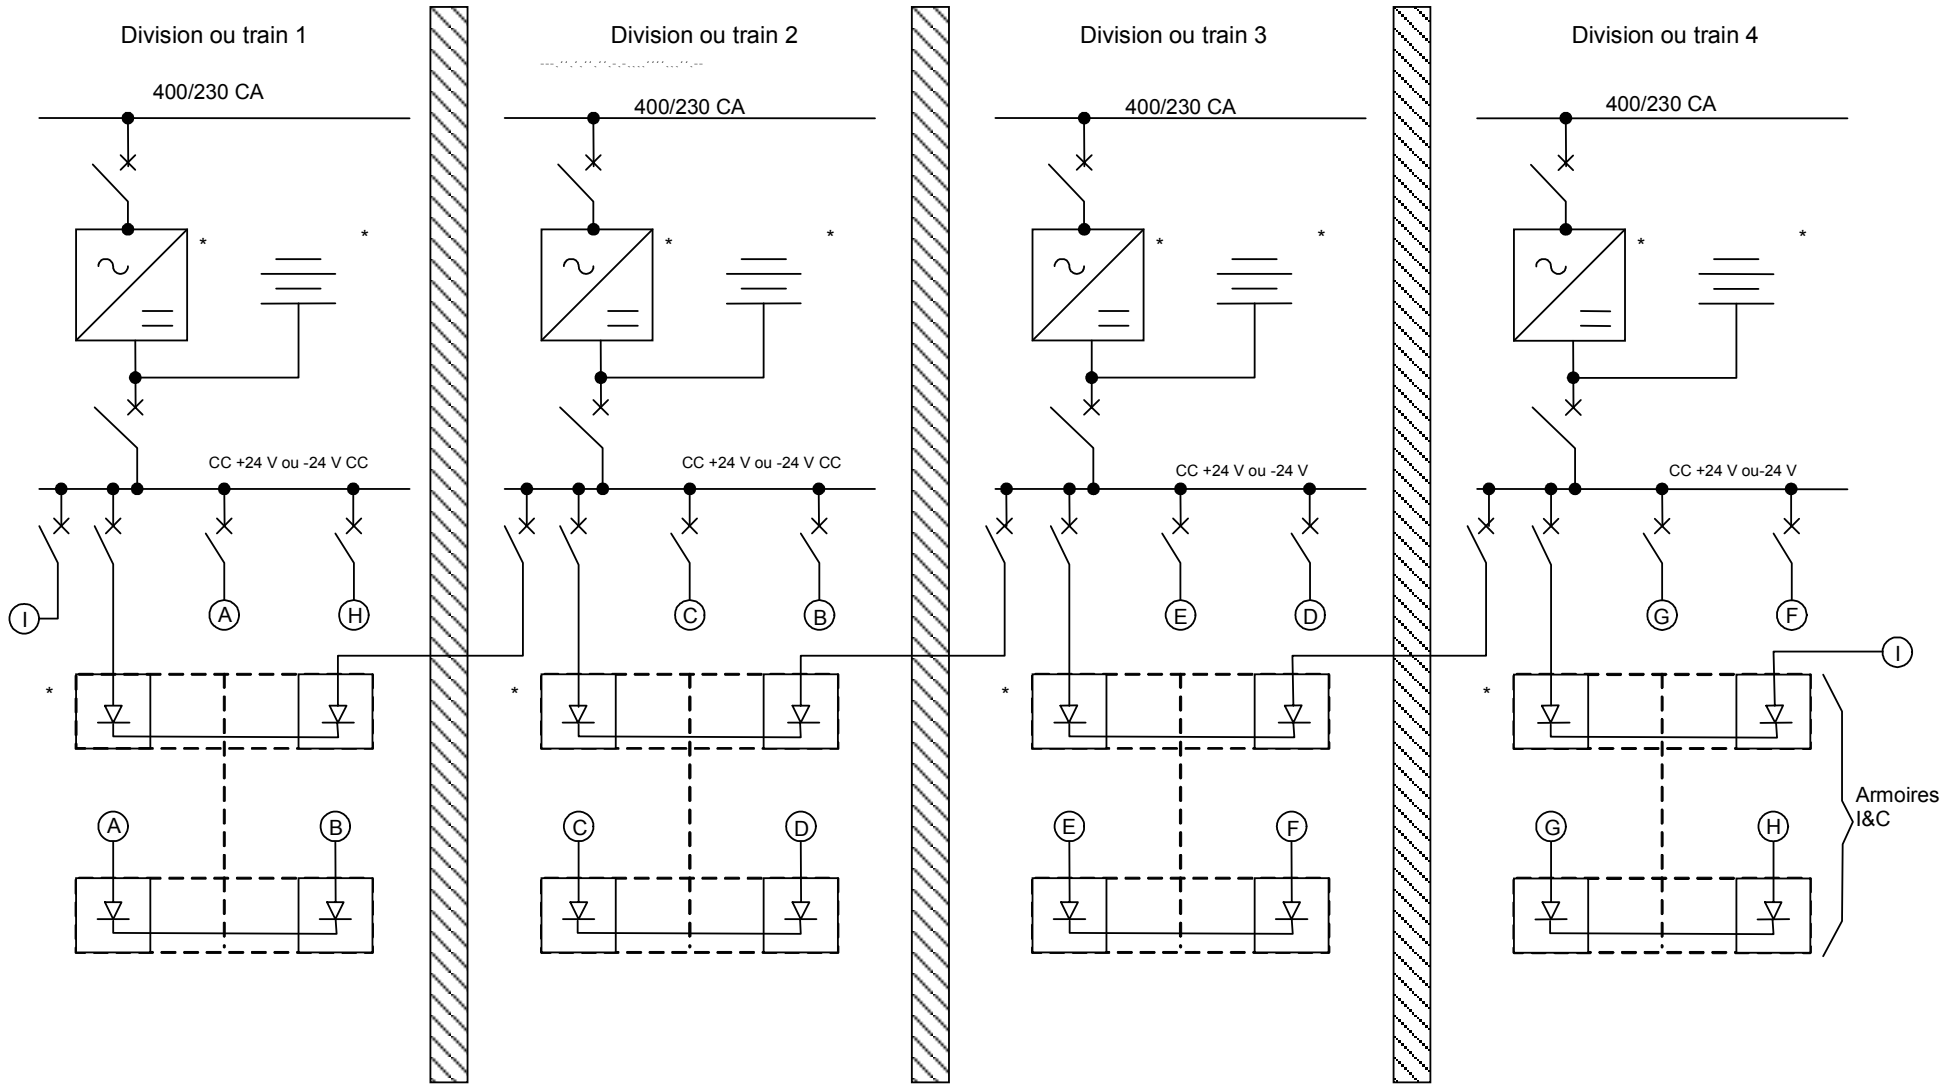 Division ou train 1
Division ou train 2
Division ou train 3
Division ou train 4
400/230 CA
400/230 CA
400/230 CA
400/230 CA
*
*
*
*
*
*
*
*
CC +24 V ou -24 V CC
CC +24 V ou -24 V CC
CC +24 V ou -24 V
CC +24 V ou-24 V
I
A
H
C
B
E
D
G
F
I
*
*
*
*
Armoires
I&C
A
B
C
D
E
F
G
H